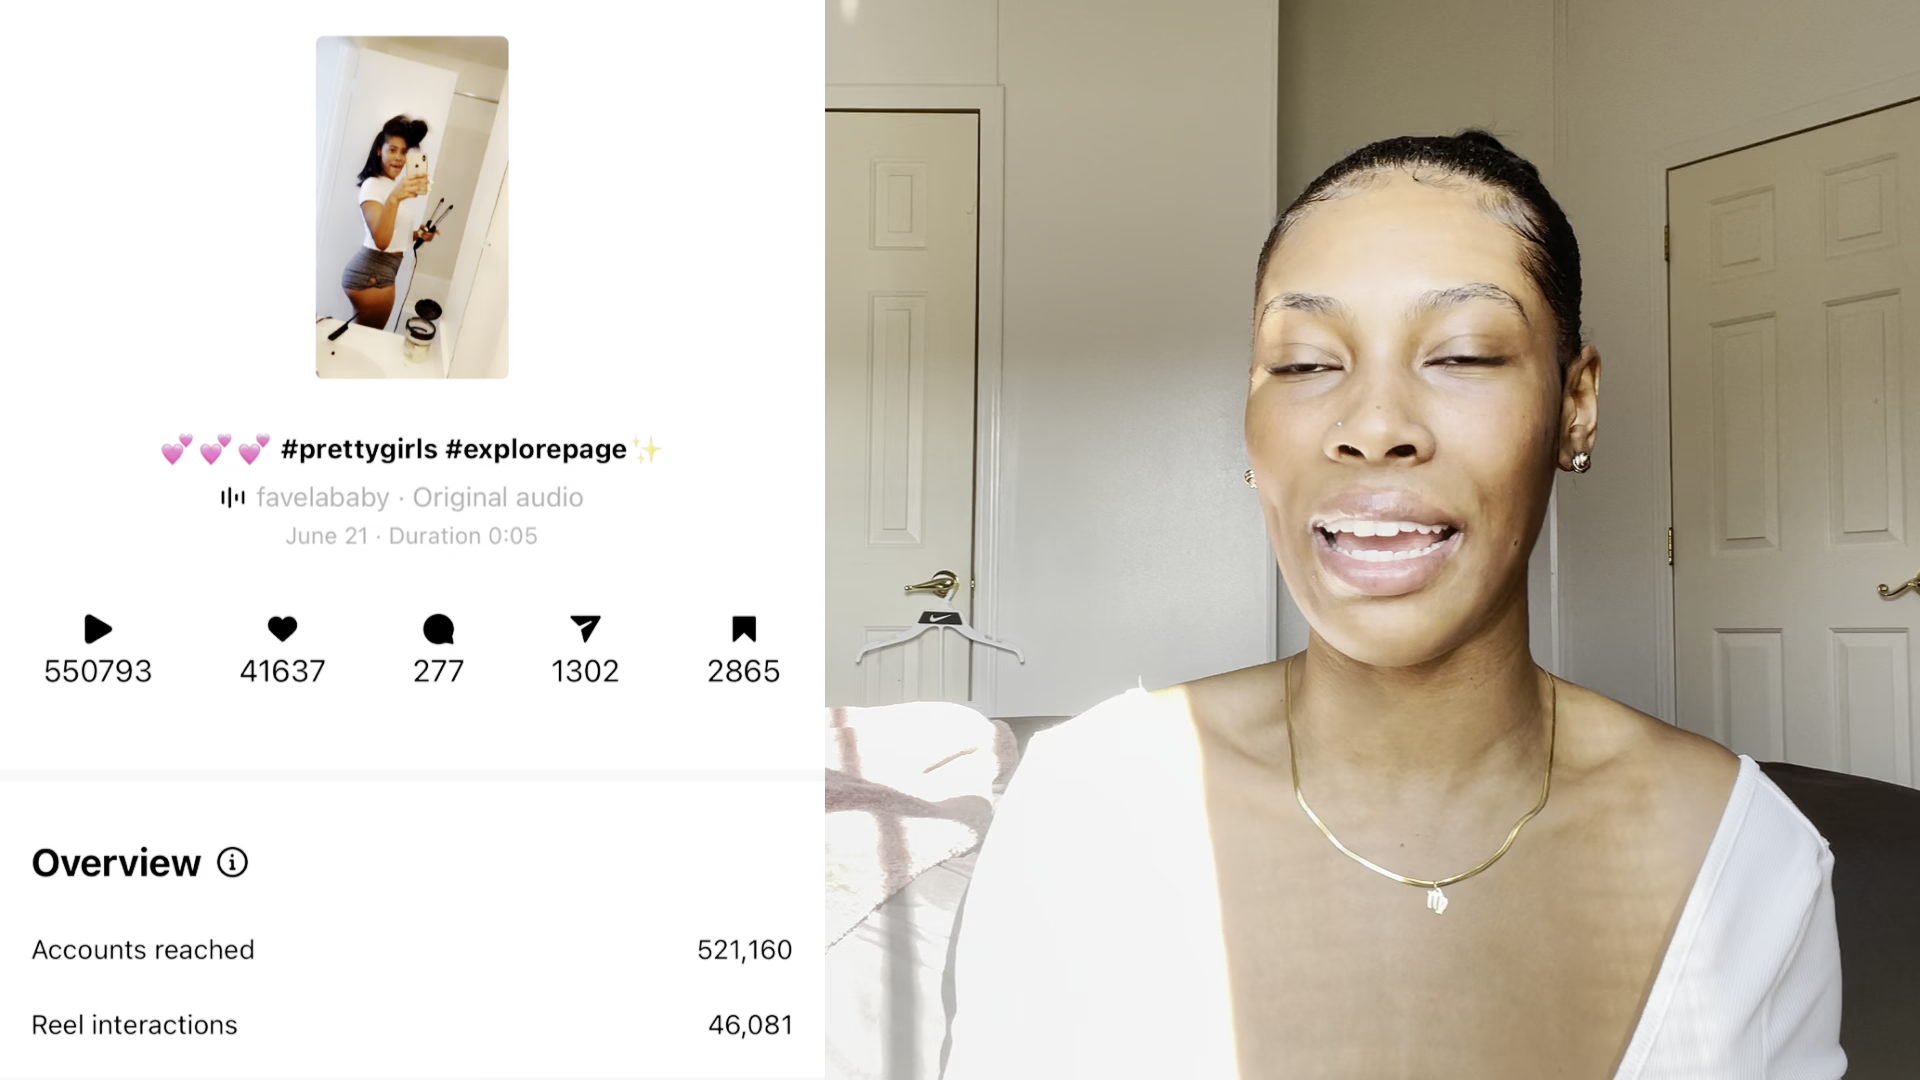 💕💕💕 #prettygirls #explorepage✨
favelababy · Original audio
June 21 · Duration 0:05
550793 41637 277 1302 2865
Overview
Accounts reached 521,160
Reel interactions 46,081